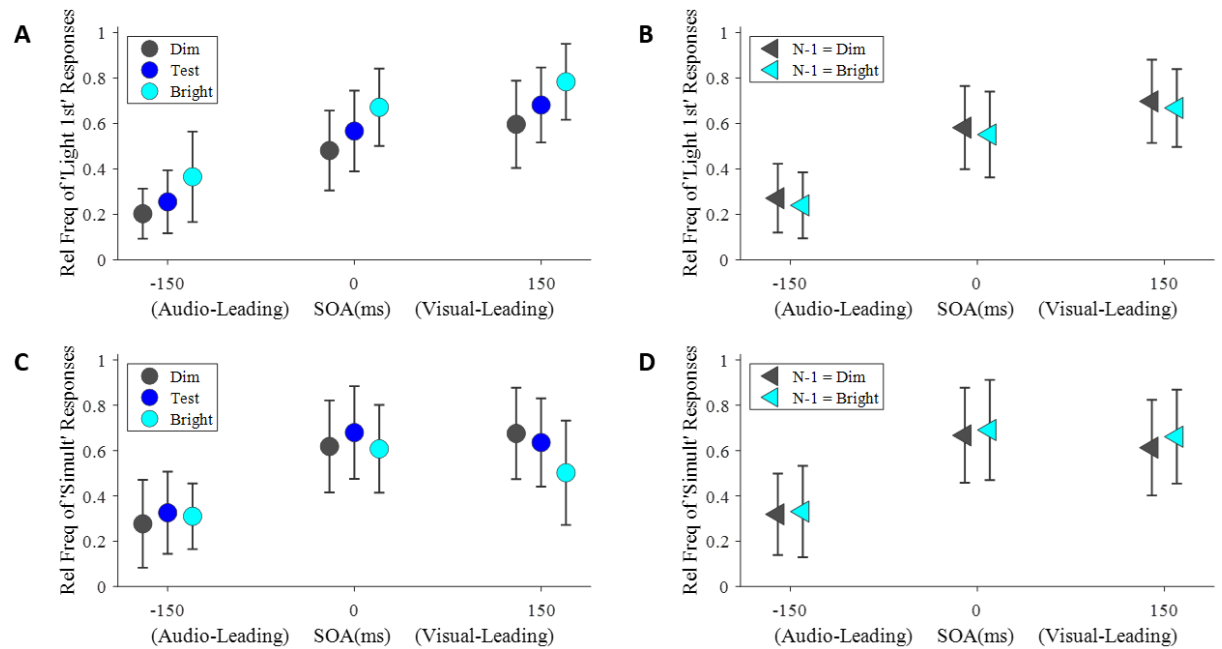 A
Rel Freq of 'Light 1st' Responses
1
0.8
0.6
0.4
0.2
0
Dim
Test
Bright
-150
0
150
(Audio-Leading) SOA(ms) (Visual-Leading)
B
Rel Freq of 'Light 1st' Responses
1
0.8
0.6
0.4
0.2
0
N-1 = Dim
N-1 = Bright
-150
0
150
(Audio-Leading) SOA(ms) (Visual-Leading)
C
Rel Freq of 'Simult' Responses
1
0.8
0.6
0.4
0.2
0
Dim
Test
Bright
-150
0
150
(Audio-Leading) SOA(ms) (Visual-Leading)
D
Rel Freq of 'Simult' Responses
1
0.8
0.6
0.4
0.2
0
N-1 = Dim
N-1 = Bright
-150
0
150
(Audio-Leading) SOA(ms) (Visual-Leading)